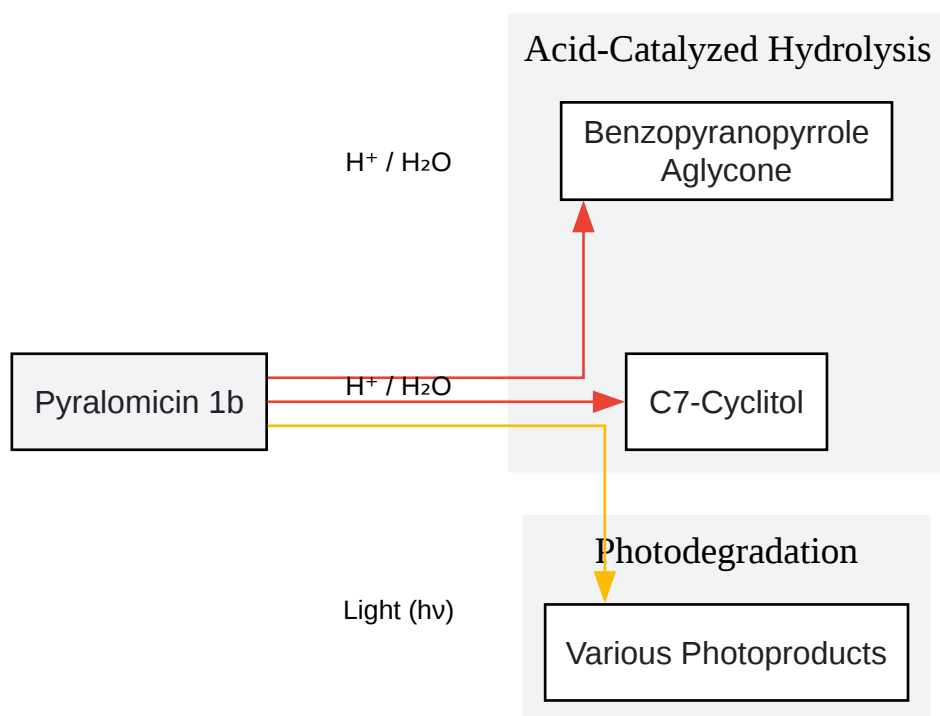 Acid-Catalyzed Hydrolysis
Benzopyranopyrrole
Aglycone
H⁺ / H₂O
Pyralomicin 1b
H⁺ / H₂O
C7-Cyclitol
Photodegradation
Light (hν)
Various Photoproducts